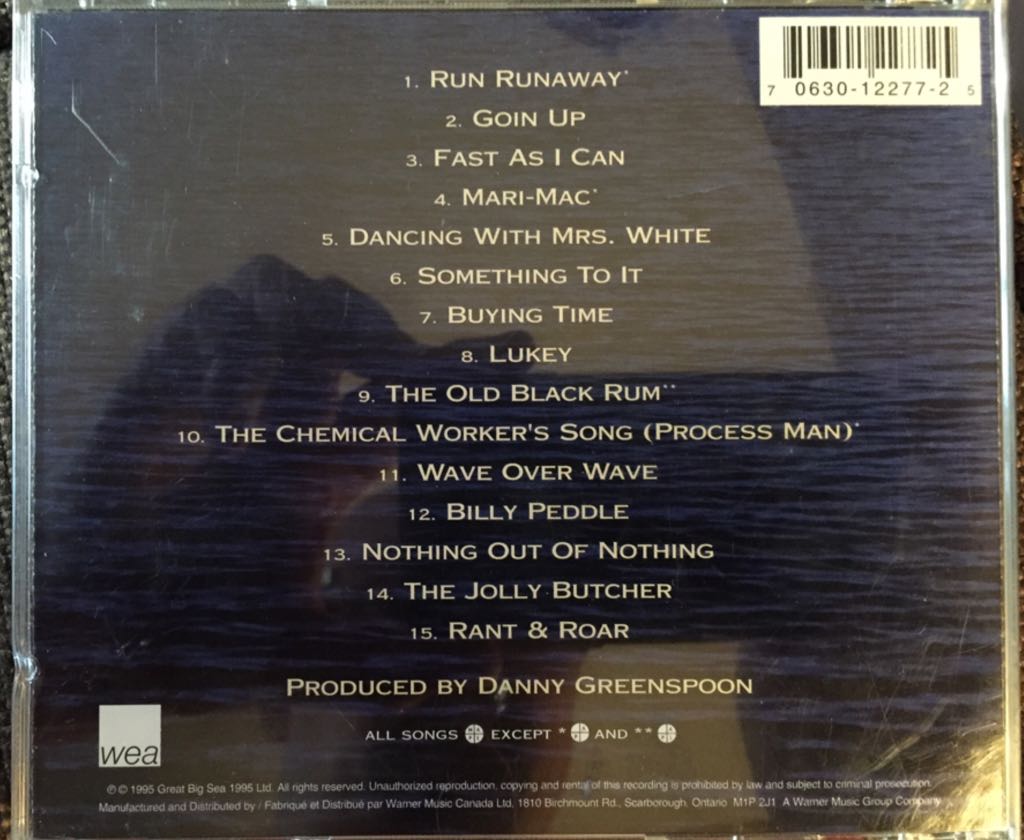 7 0630-12277-2 5
1. RUN RUNAWAY*
2. GOIN UP
3. FAST AS I CAN
4. MARI-MAC*
5. DANCING WITH MRS. WHITE
6. SOMETHING TO IT
7. BUYING TIME
8. LUKEY
9. THE OLD BLACK RUM**
10. THE CHEMICAL WORKER'S SONG (PROCESS MAN)*
11. WAVE OVER WAVE
12. BILLY PEDDLE
13. NOTHING OUT OF NOTHING
14. THE JOLLY BUTCHER
15. RANT & ROAR
PRODUCED BY DANNY GREENSPOON
ALL SONGS EXCEPT * AND **
wea
℗ © 1995 Great Big Sea 1995 Ltd. All rights reserved. Unauthorized reproduction, copying and rental of this recording is prohibited by law and subject to criminal prosecution.
Manufactured and Distributed by / Fabriqué et Distribué par Warner Music Canada Ltd. 1810 Birchmount Rd., Scarborough, Ontario M1P 2J1 A Warner Music Group Company